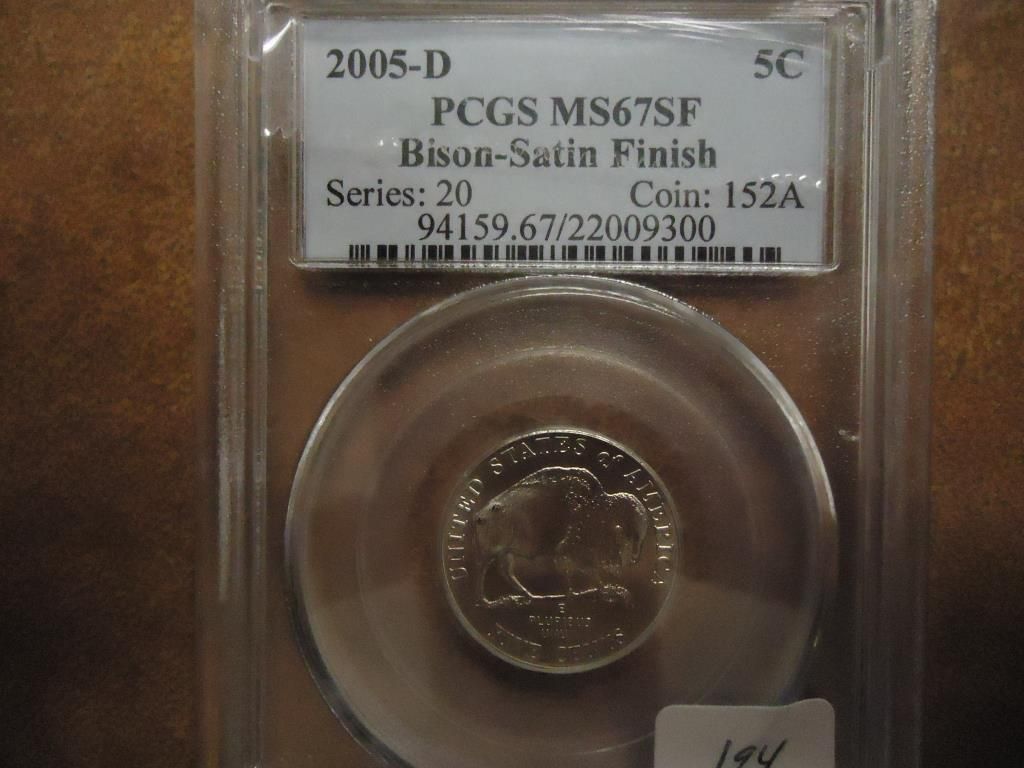 2005-D 5C
PCGS MS67SF
Bison-Satin Finish
Series: 20 Coin: 152A
94159.67/22009300
UNITED STATES of AMERICA
E
PLURIBUS
UNUM
FIVE CENTS
194